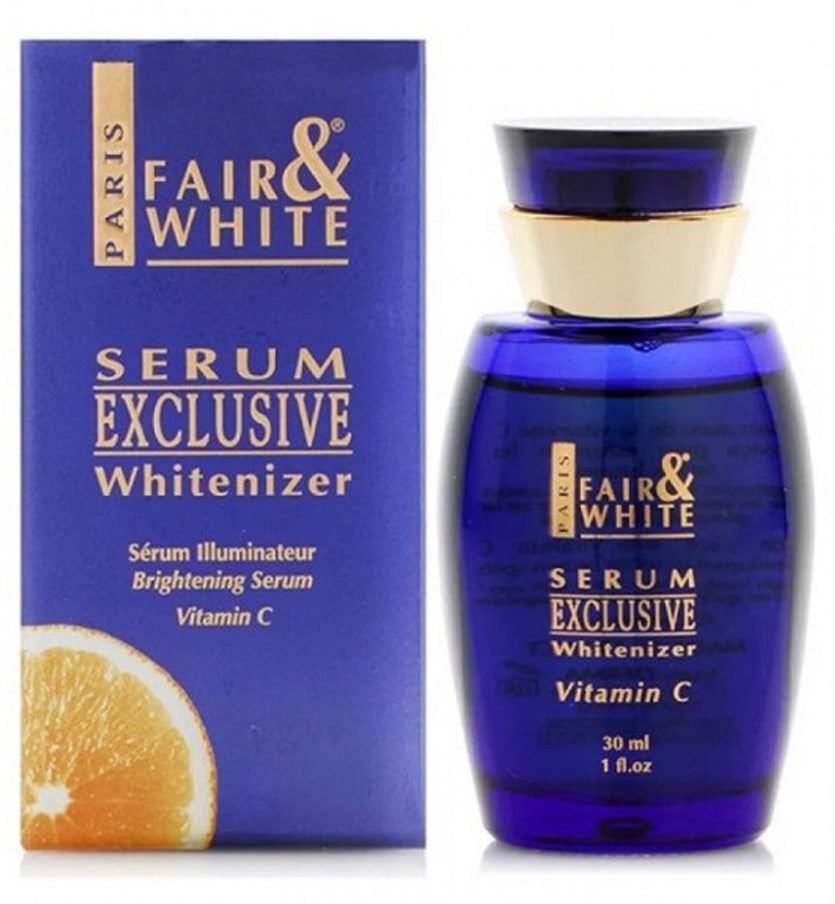 PARIS
FAIR &®
WHITE
SERUM
EXCLUSIVE
Whitenizer
Sérum Illuminateur
Brightening Serum
Vitamin C
PARIS
FAIR &
WHITE
SERUM
EXCLUSIVE
Whitenizer
Vitamin C
30 ml
1 fl.oz